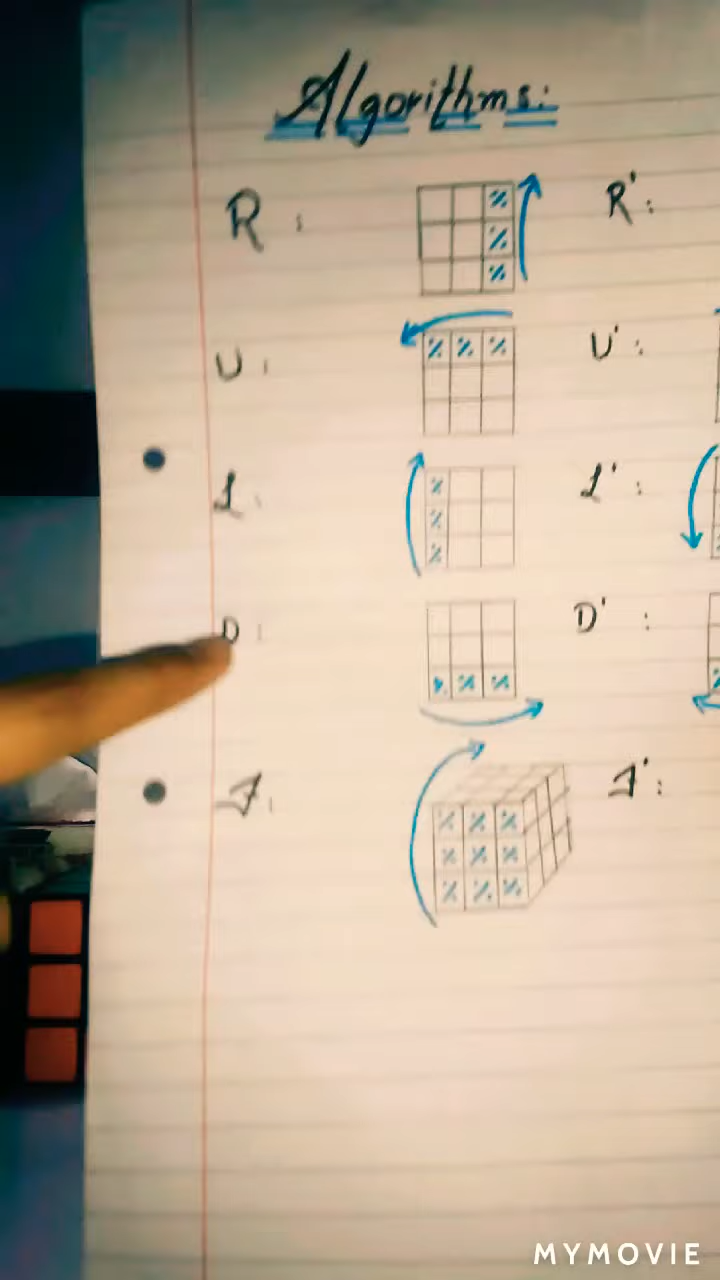 Algorithms:
R : R' :
U : U' :
L : L' :
D : D' :
F : F' :
MYMOVIE